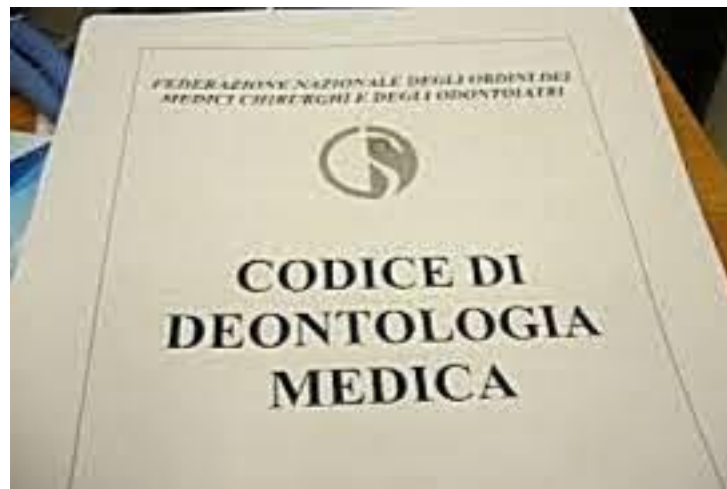 FEDERAZIONE NAZIONALE DEGLI ORDINI DEI
MEDICI CHIRURGHI E DEGLI ODONTOIATRI
CODICE DI
DEONTOLOGIA
MEDICA